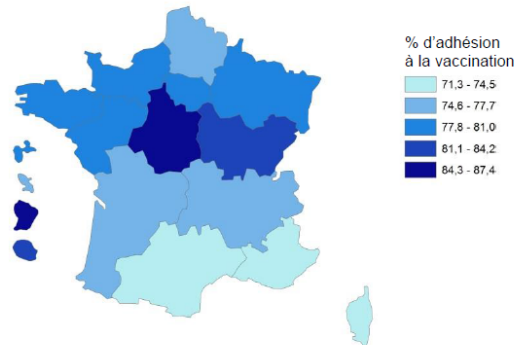 % d'adhésion
à la vaccination
71,3 - 74,5
74,6 - 77,7
77,8 - 81,0
81,1 - 84,2
84,3 - 87,4